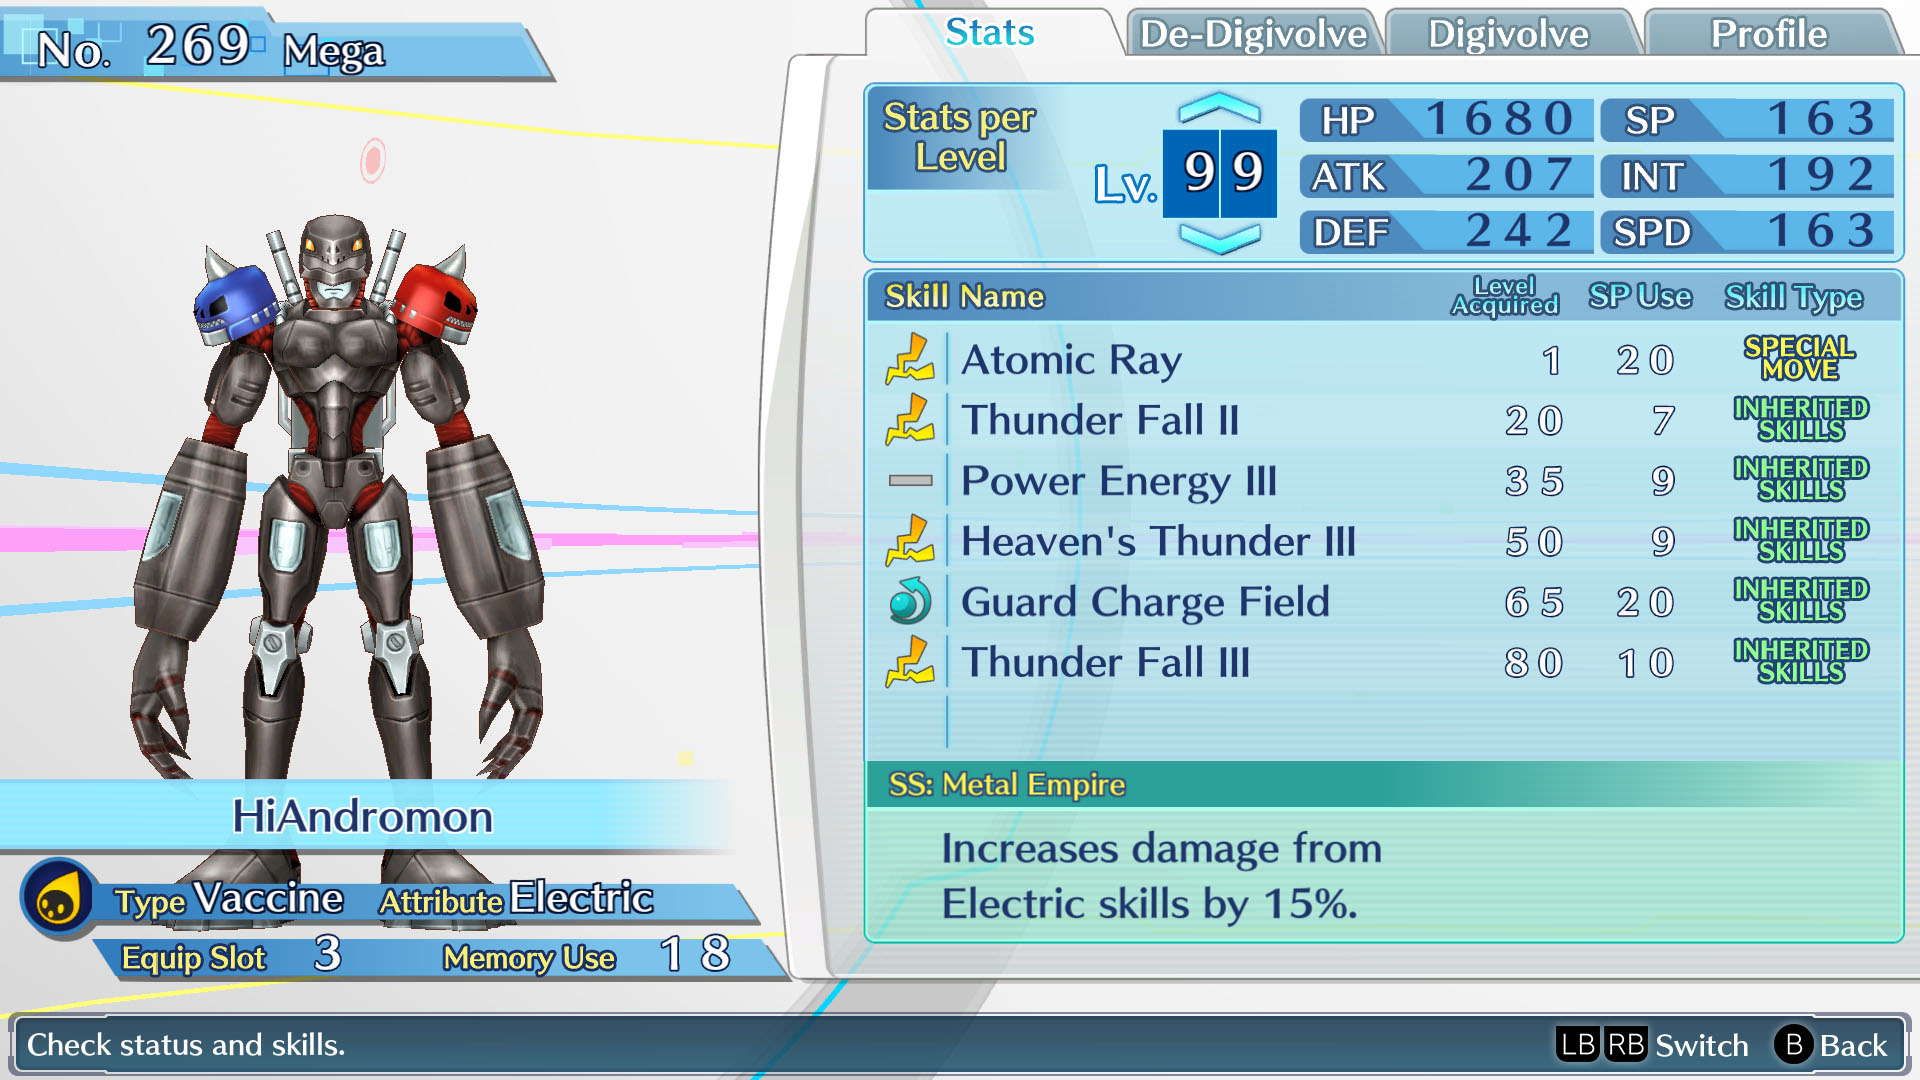 No. 269 Mega
Stats
De-Digivolve
Digivolve
Profile
Stats per
Level
Lv. 99
HP 1680
SP 163
ATK 207
INT 192
DEF 242
SPD 163
Skill Name
Level
Acquired
SP Use
Skill Type
Atomic Ray 1 20 SPECIAL
MOVE
Thunder Fall II 20 7 INHERITED
SKILLS
Power Energy III 35 9 INHERITED
SKILLS
Heaven's Thunder III 50 9 INHERITED
SKILLS
Guard Charge Field 65 20 INHERITED
SKILLS
Thunder Fall III 80 10 INHERITED
SKILLS
SS: Metal Empire
Increases damage from
Electric skills by 15%.
HiAndromon
Type Vaccine Attribute Electric
Equip Slot 3 Memory Use 18
Check status and skills.
LB RB Switch B Back